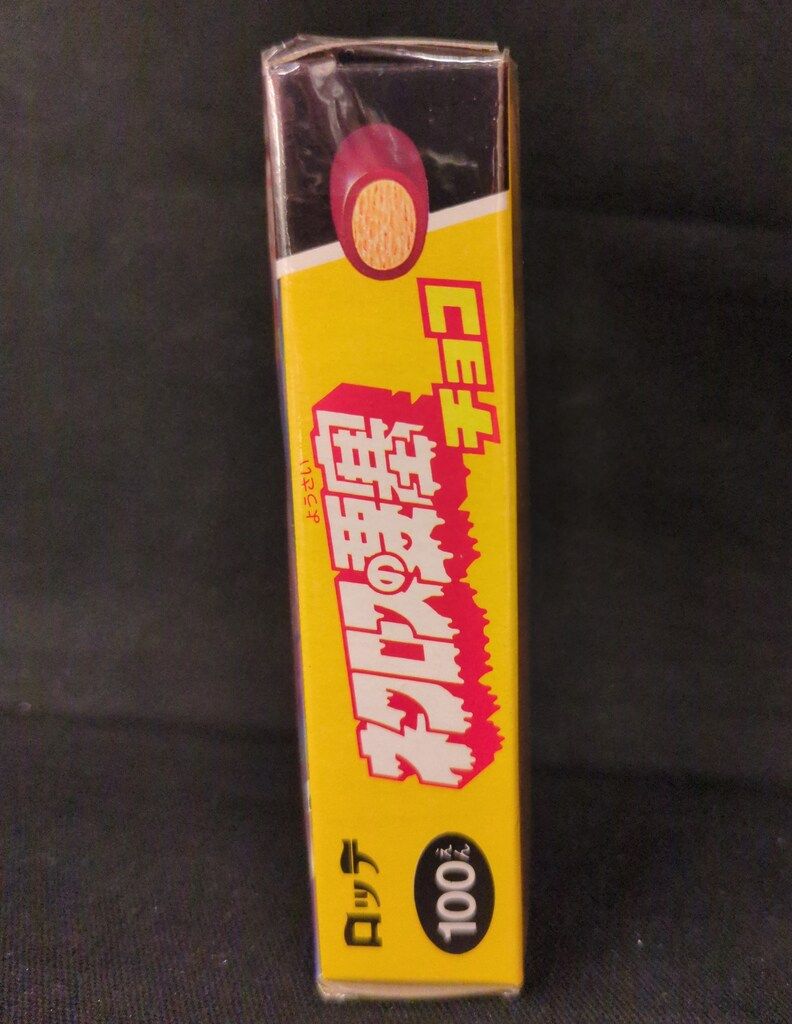 ロッテ
100えん
ようさい
ネクロスの要塞
チョコ